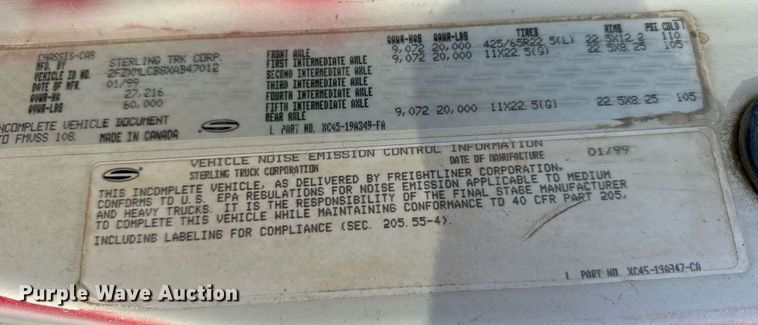 CHASSIS-CAB
MFD. BY STERLING TRK CORP.
VEHICLE ID NO. 2FZXMLCB8XAB47012
DATE OF MFR. 01/99
GVWR-KG 27,216
GVWR-LBS 60,000
INCOMPLETE VEHICLE DOCUMENT
TO FMVSS 108. MADE IN CANADA
GAWR-KGS GAWR-LBS TIRES RIMS PSI COLD
FRONT AXLE 9,072 20,000 425/65R22.5(L) 22.5X12.2 110
FIRST INTERMEDIATE AXLE 9,072 20,000 11X22.5(G) 22.5X8.25 105
SECOND INTERMEDIATE AXLE
THIRD INTERMEDIATE AXLE
FOURTH INTERMEDIATE AXLE
FIFTH INTERMEDIATE AXLE
REAR AXLE 9,072 20,000 11X22.5(G) 22.5X8.25 105
PART NO. XC45-19A349-FA
VEHICLE NOISE EMISSION CONTROL INFORMATION
STERLING TRUCK CORPORATION DATE OF MANUFACTURE 01/99
THIS INCOMPLETE VEHICLE, AS DELIVERED BY FREIGHTLINER CORPORATION,
CONFORMS TO U.S. EPA REGULATIONS FOR NOISE EMISSION APPLICABLE TO MEDIUM
AND HEAVY TRUCKS. IT IS THE RESPONSIBILITY OF THE FINAL STAGE MANUFACTURER
TO COMPLETE THIS VEHICLE WHILE MAINTAINING CONFORMANCE TO 40 CFR PART 205,
INCLUDING LABELING FOR COMPLIANCE (SEC. 205.55-4).
PART NO. XC45-19A347-CA
Purple Wave Auction